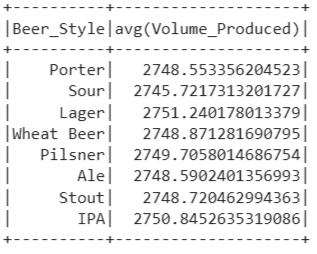 +----------+--------------------+
|Beer_Style|avg(Volume_Produced)|
+----------+--------------------+
|    Porter|   2748.553356204523|
|      Sour|  2745.7217313201727|
|     Lager|   2751.240178013379|
|Wheat Beer|   2748.871281690795|
|   Pilsner|  2749.7058014686754|
|       Ale|  2748.5902401356993|
|     Stout|   2748.720462994363|
|       IPA|  2750.8452635319086|
+----------+--------------------+